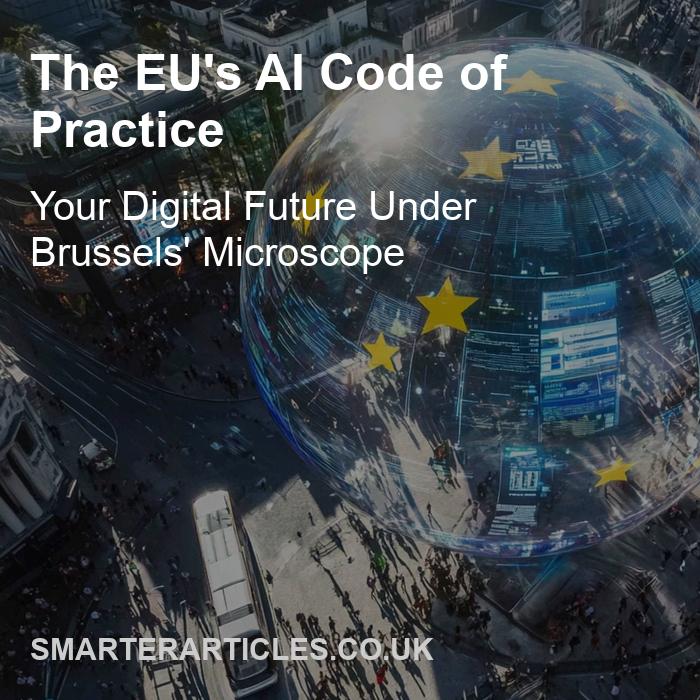 The EU's AI Code of
Practice
Your Digital Future Under
Brussels' Microscope
SMARTERARTICLES.CO.UK